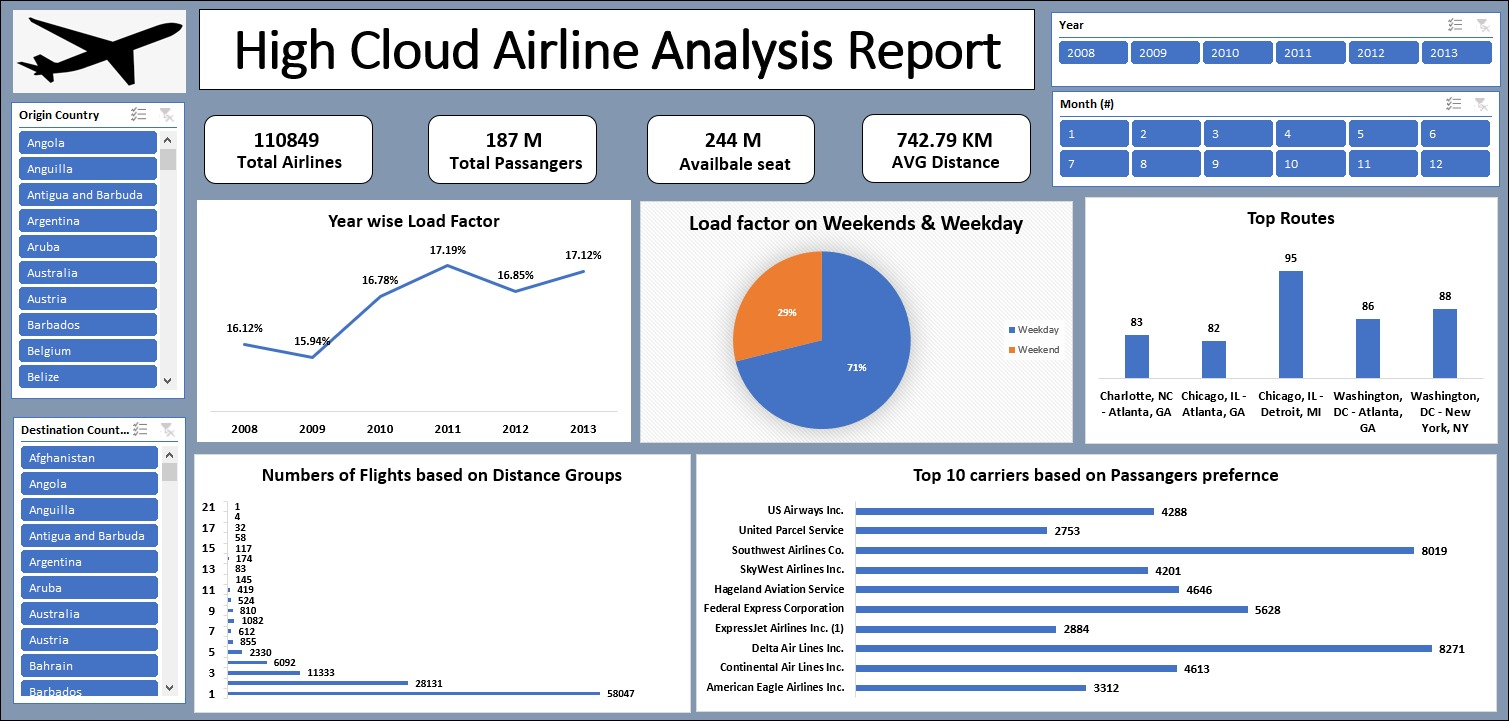 High Cloud Airline Analysis Report
Year
2008
2009
2010
2011
2012
2013
Month (#)
1
2
3
4
5
6
7
8
9
10
11
12
Origin Country
Angola
Anguilla
Antigua and Barbuda
Argentina
Aruba
Australia
Austria
Barbados
Belgium
Belize
110849
Total Airlines
187 M
Total Passangers
244 M
Availbale seat
742.79 KM
AVG Distance
Year wise Load Factor
16.12%
15.94%
16.78%
17.19%
16.85%
17.12%
2008
2009
2010
2011
2012
2013
Load factor on Weekends & Weekday
29%
71%
Weekday
Weekend
Top Routes
83
82
95
86
88
Charlotte, NC
- Atlanta, GA
Chicago, IL -
Atlanta, GA
Chicago, IL -
Detroit, MI
Washington,
DC - Atlanta,
GA
Washington,
DC - New
York, NY
Destination Count...
Afghanistan
Angola
Anguilla
Antigua and Barbuda
Argentina
Aruba
Australia
Austria
Bahrain
Barbados
Numbers of Flights based on Distance Groups
21
1
4
17
32
58
15
117
174
13
83
145
11
419
524
9
810
1082
7
612
855
5
2330
6092
3
11333
28131
1
58047
Top 10 carriers based on Passangers prefernce
US Airways Inc.
4288
United Parcel Service
2753
Southwest Airlines Co.
8019
SkyWest Airlines Inc.
4201
Hageland Aviation Service
4646
Federal Express Corporation
5628
ExpressJet Airlines Inc. (1)
2884
Delta Air Lines Inc.
8271
Continental Air Lines Inc.
4613
American Eagle Airlines Inc.
3312